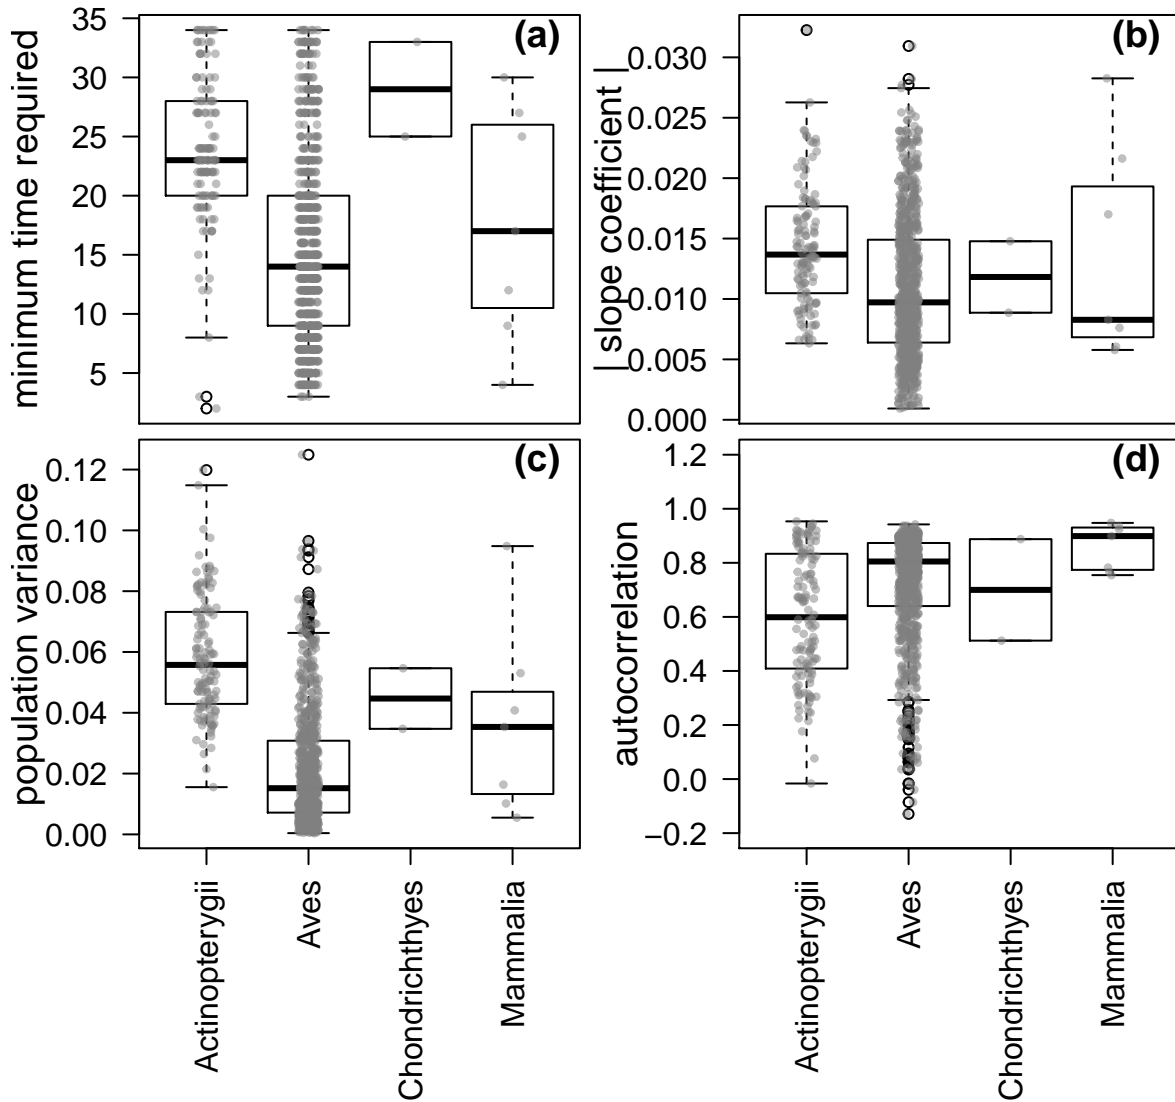 (a)
minimum time required
35
30
25
20
15
10
5
(b)
| slope coefficient |
0.030
0.025
0.020
0.015
0.010
0.005
0.000
(c)
population variance
0.12
0.10
0.08
0.06
0.04
0.02
0.00
Actinopterygii
Aves
Chondrichthyes
Mammalia
(d)
autocorrelation
1.2
1.0
0.8
0.6
0.4
0.2
0.0
−0.2
Actinopterygii
Aves
Chondrichthyes
Mammalia